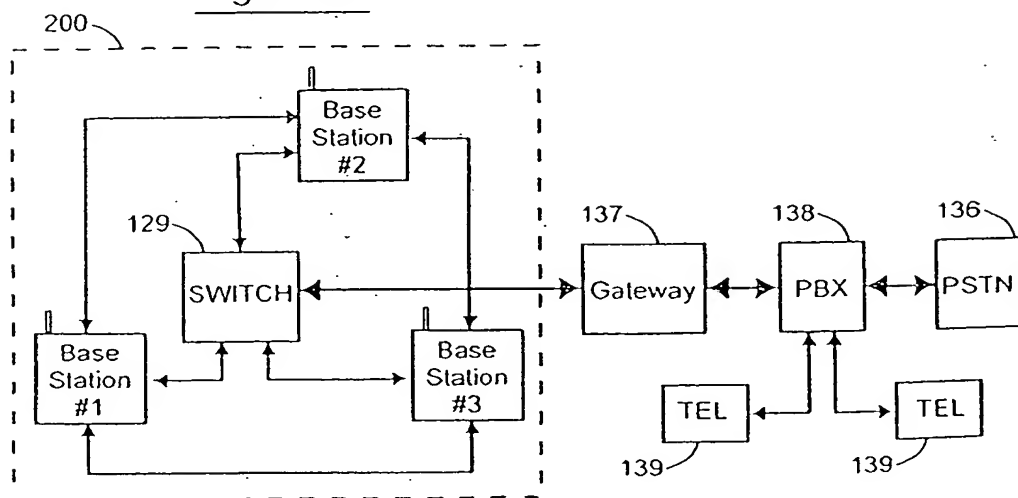 200
Base
Station
#2
129
SWITCH
137
Gateway
138
PBX
136
PSTN
Base
Station
#1
Base
Station
#3
TEL
139
TEL
139